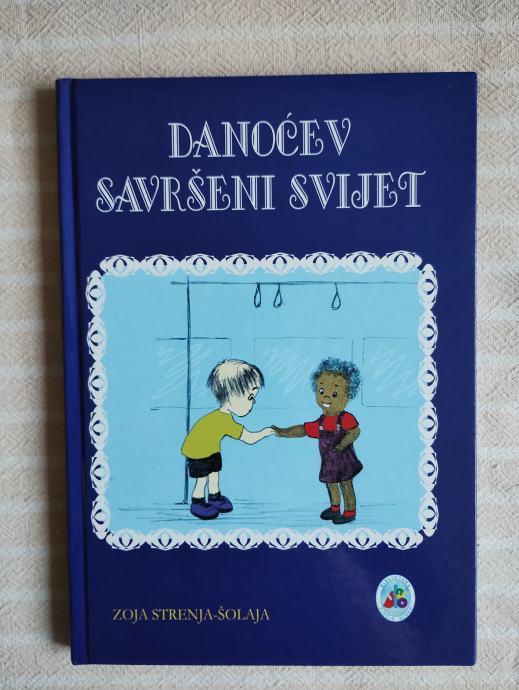 DANOĆEV
SAVRŠENI SVIJET
ZOJA STRENJA-ŠOLAJA